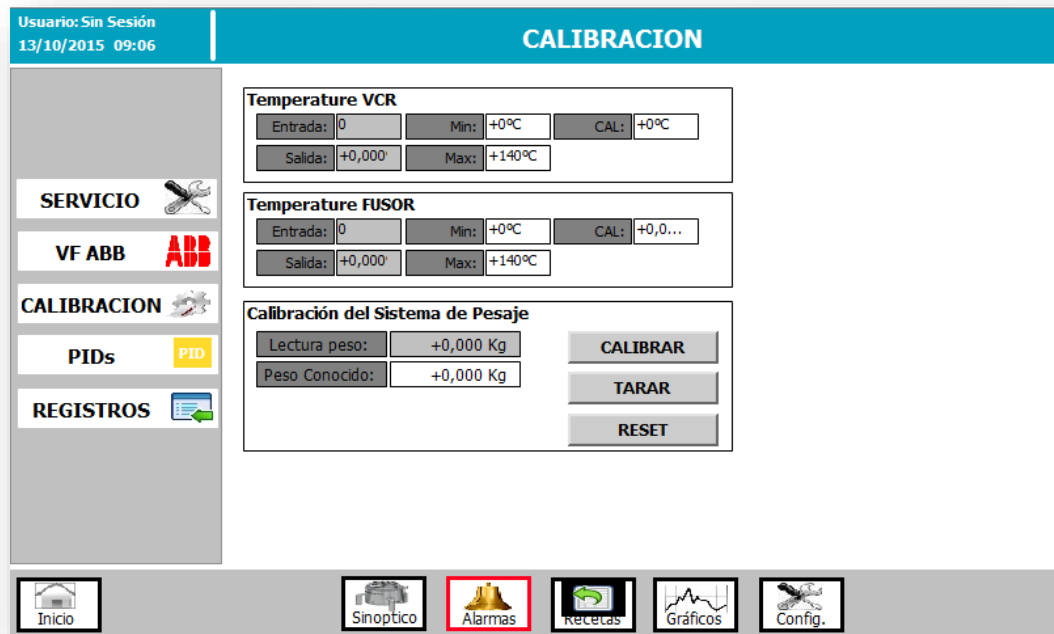 Usuario: Sin Sesión
13/10/2015 09:06
CALIBRACION
Temperature VCR
Entrada: 0 Min: +0ºC CAL: +0ºC
Salida: +0,000 Max: +140ºC
SERVICIO
Temperature FUSOR
Entrada: 0 Min: +0ºC CAL: +0,0...
VF ABB ABB
Salida: +0,000 Max: +140ºC
CALIBRACION
Calibración del Sistema de Pesaje
Lectura peso: +0,000 Kg CALIBRAR
PIDs PID
Peso Conocido: +0,000 Kg TARAR
REGISTROS
RESET
Inicio Sinoptico Alarmas Recetas Gráficos Config.